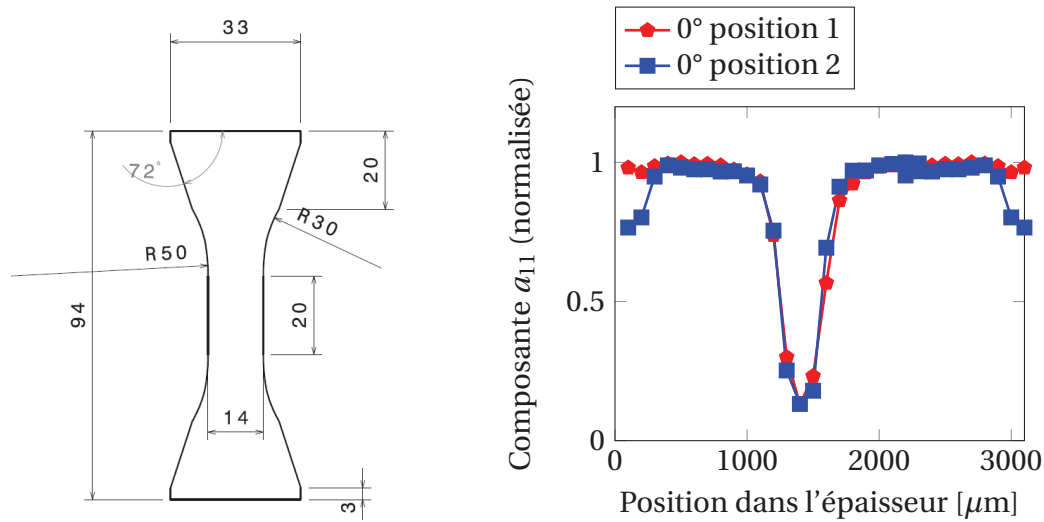 33
72°
20
R30
R50
94
20
14
3
0° position 1
0° position 2
Composante a₁₁ (normalisée)
1
0.5
0
0 1000 2000 3000
Position dans l'épaisseur [μm]